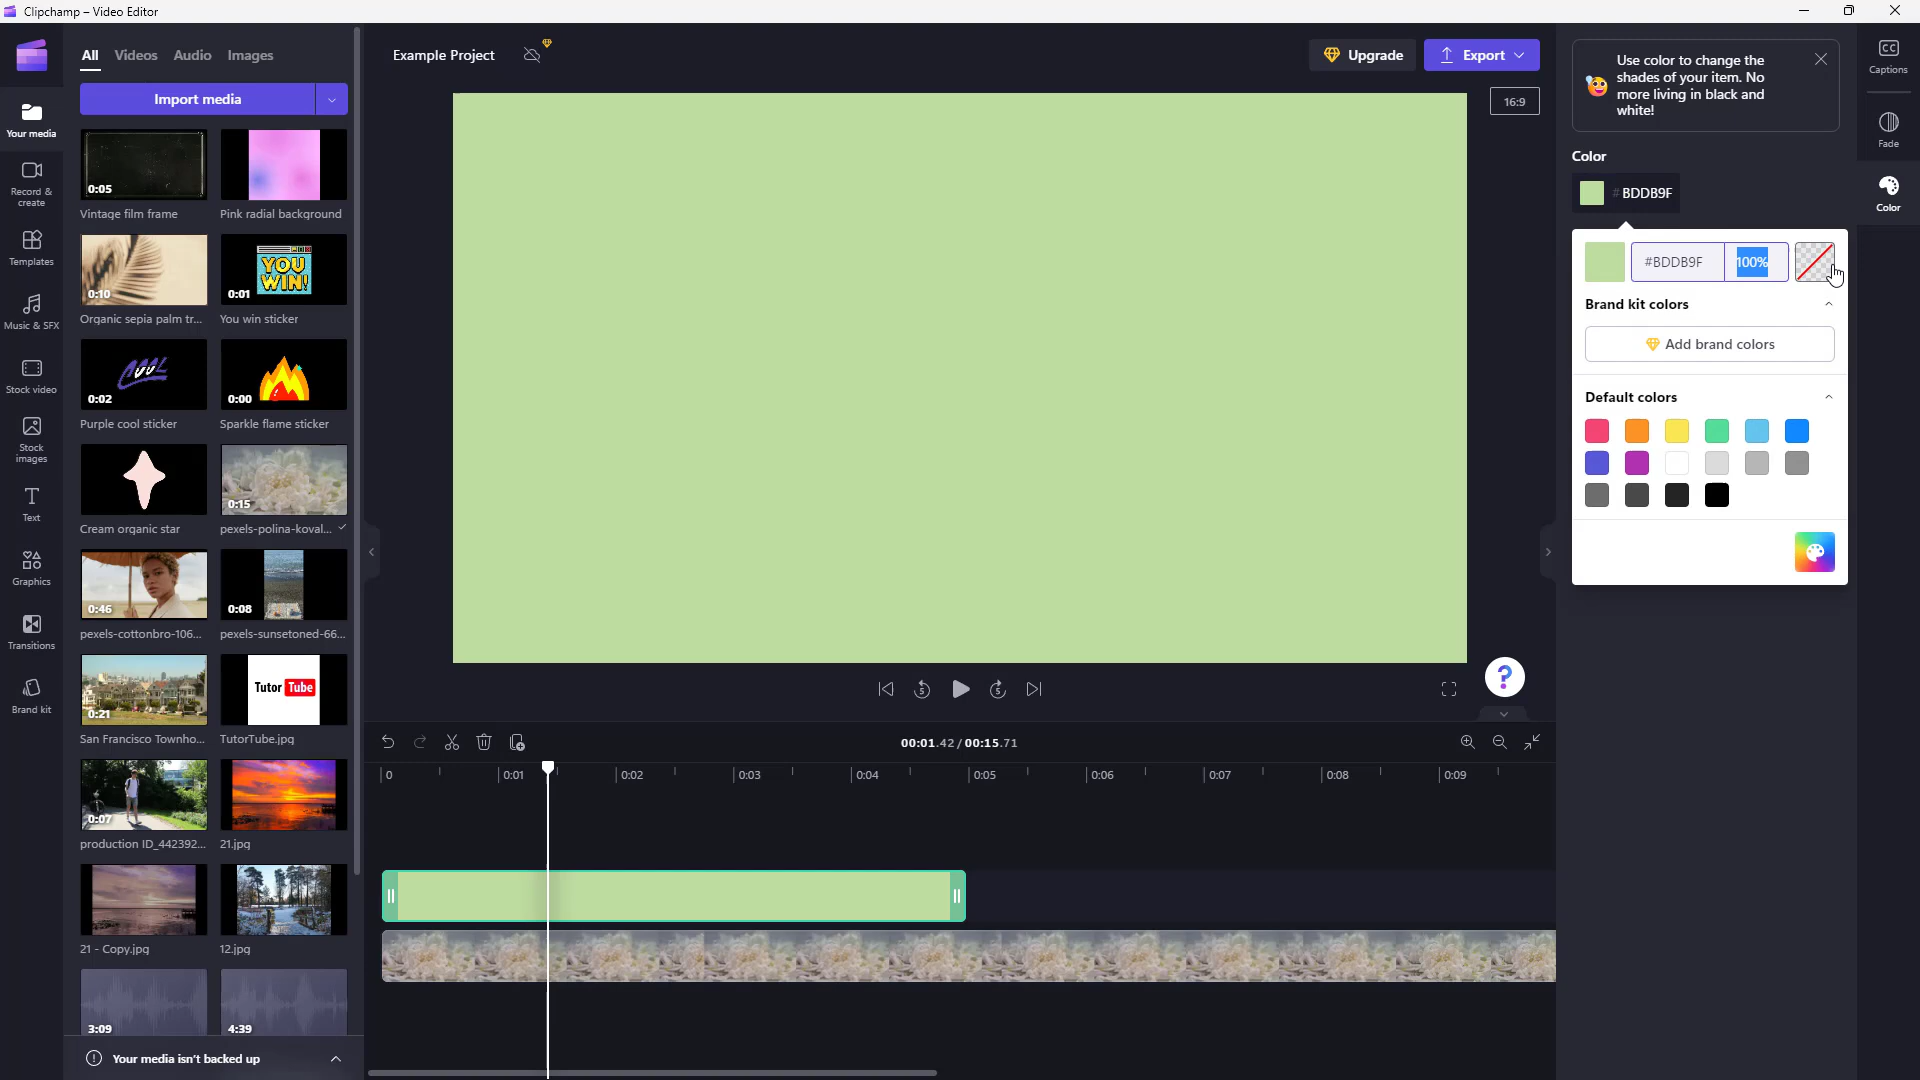 Clipchamp – Video Editor
All Videos Audio Images
Import media
Your media
Record & create
Templates
Music & SFX
Stock video
Stock images
Text
Graphics
Transitions
Brand kit
0:05
Vintage film frame
Pink radial background
0:10
Organic sepia palm tr...
YOU WIN!
0:01
You win sticker
0:02
Purple cool sticker
0:00
Sparkle flame sticker
Cream organic star
0:15
pexels-polina-koval...
0:46
pexels-cottonbro-106...
0:08
pexels-sunsetoned-66...
0:21
San Francisco Townho...
Tutor Tube
TutorTube.jpg
0:07
production ID_442392...
21.jpg
21 - Copy.jpg
12.jpg
3:09
4:39
Your media isn't backed up
Example Project
Upgrade
Export
16:9
?
00:01.42 / 00:15.71
0 0:01 0:02 0:03 0:04 0:05 0:06 0:07 0:08 0:09
Use color to change the
shades of your item. No
more living in black and
white!
Color
# BDDB9F
#BDDB9F 100%
Brand kit colors
Add brand colors
Default colors
CC
Captions
Fade
Color